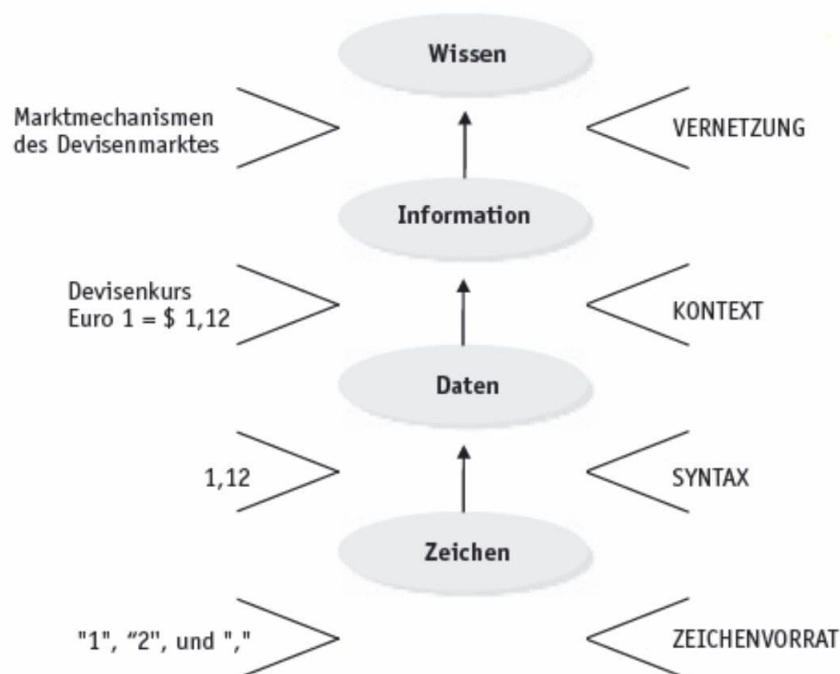 Wissen
Marktmechanismen
des Devisenmarktes
VERNETZUNG
Information
Devisenkurs
Euro 1 = $ 1,12
KONTEXT
Daten
1,12
SYNTAX
Zeichen
"1", “2", und ","
ZEICHENVORRAT